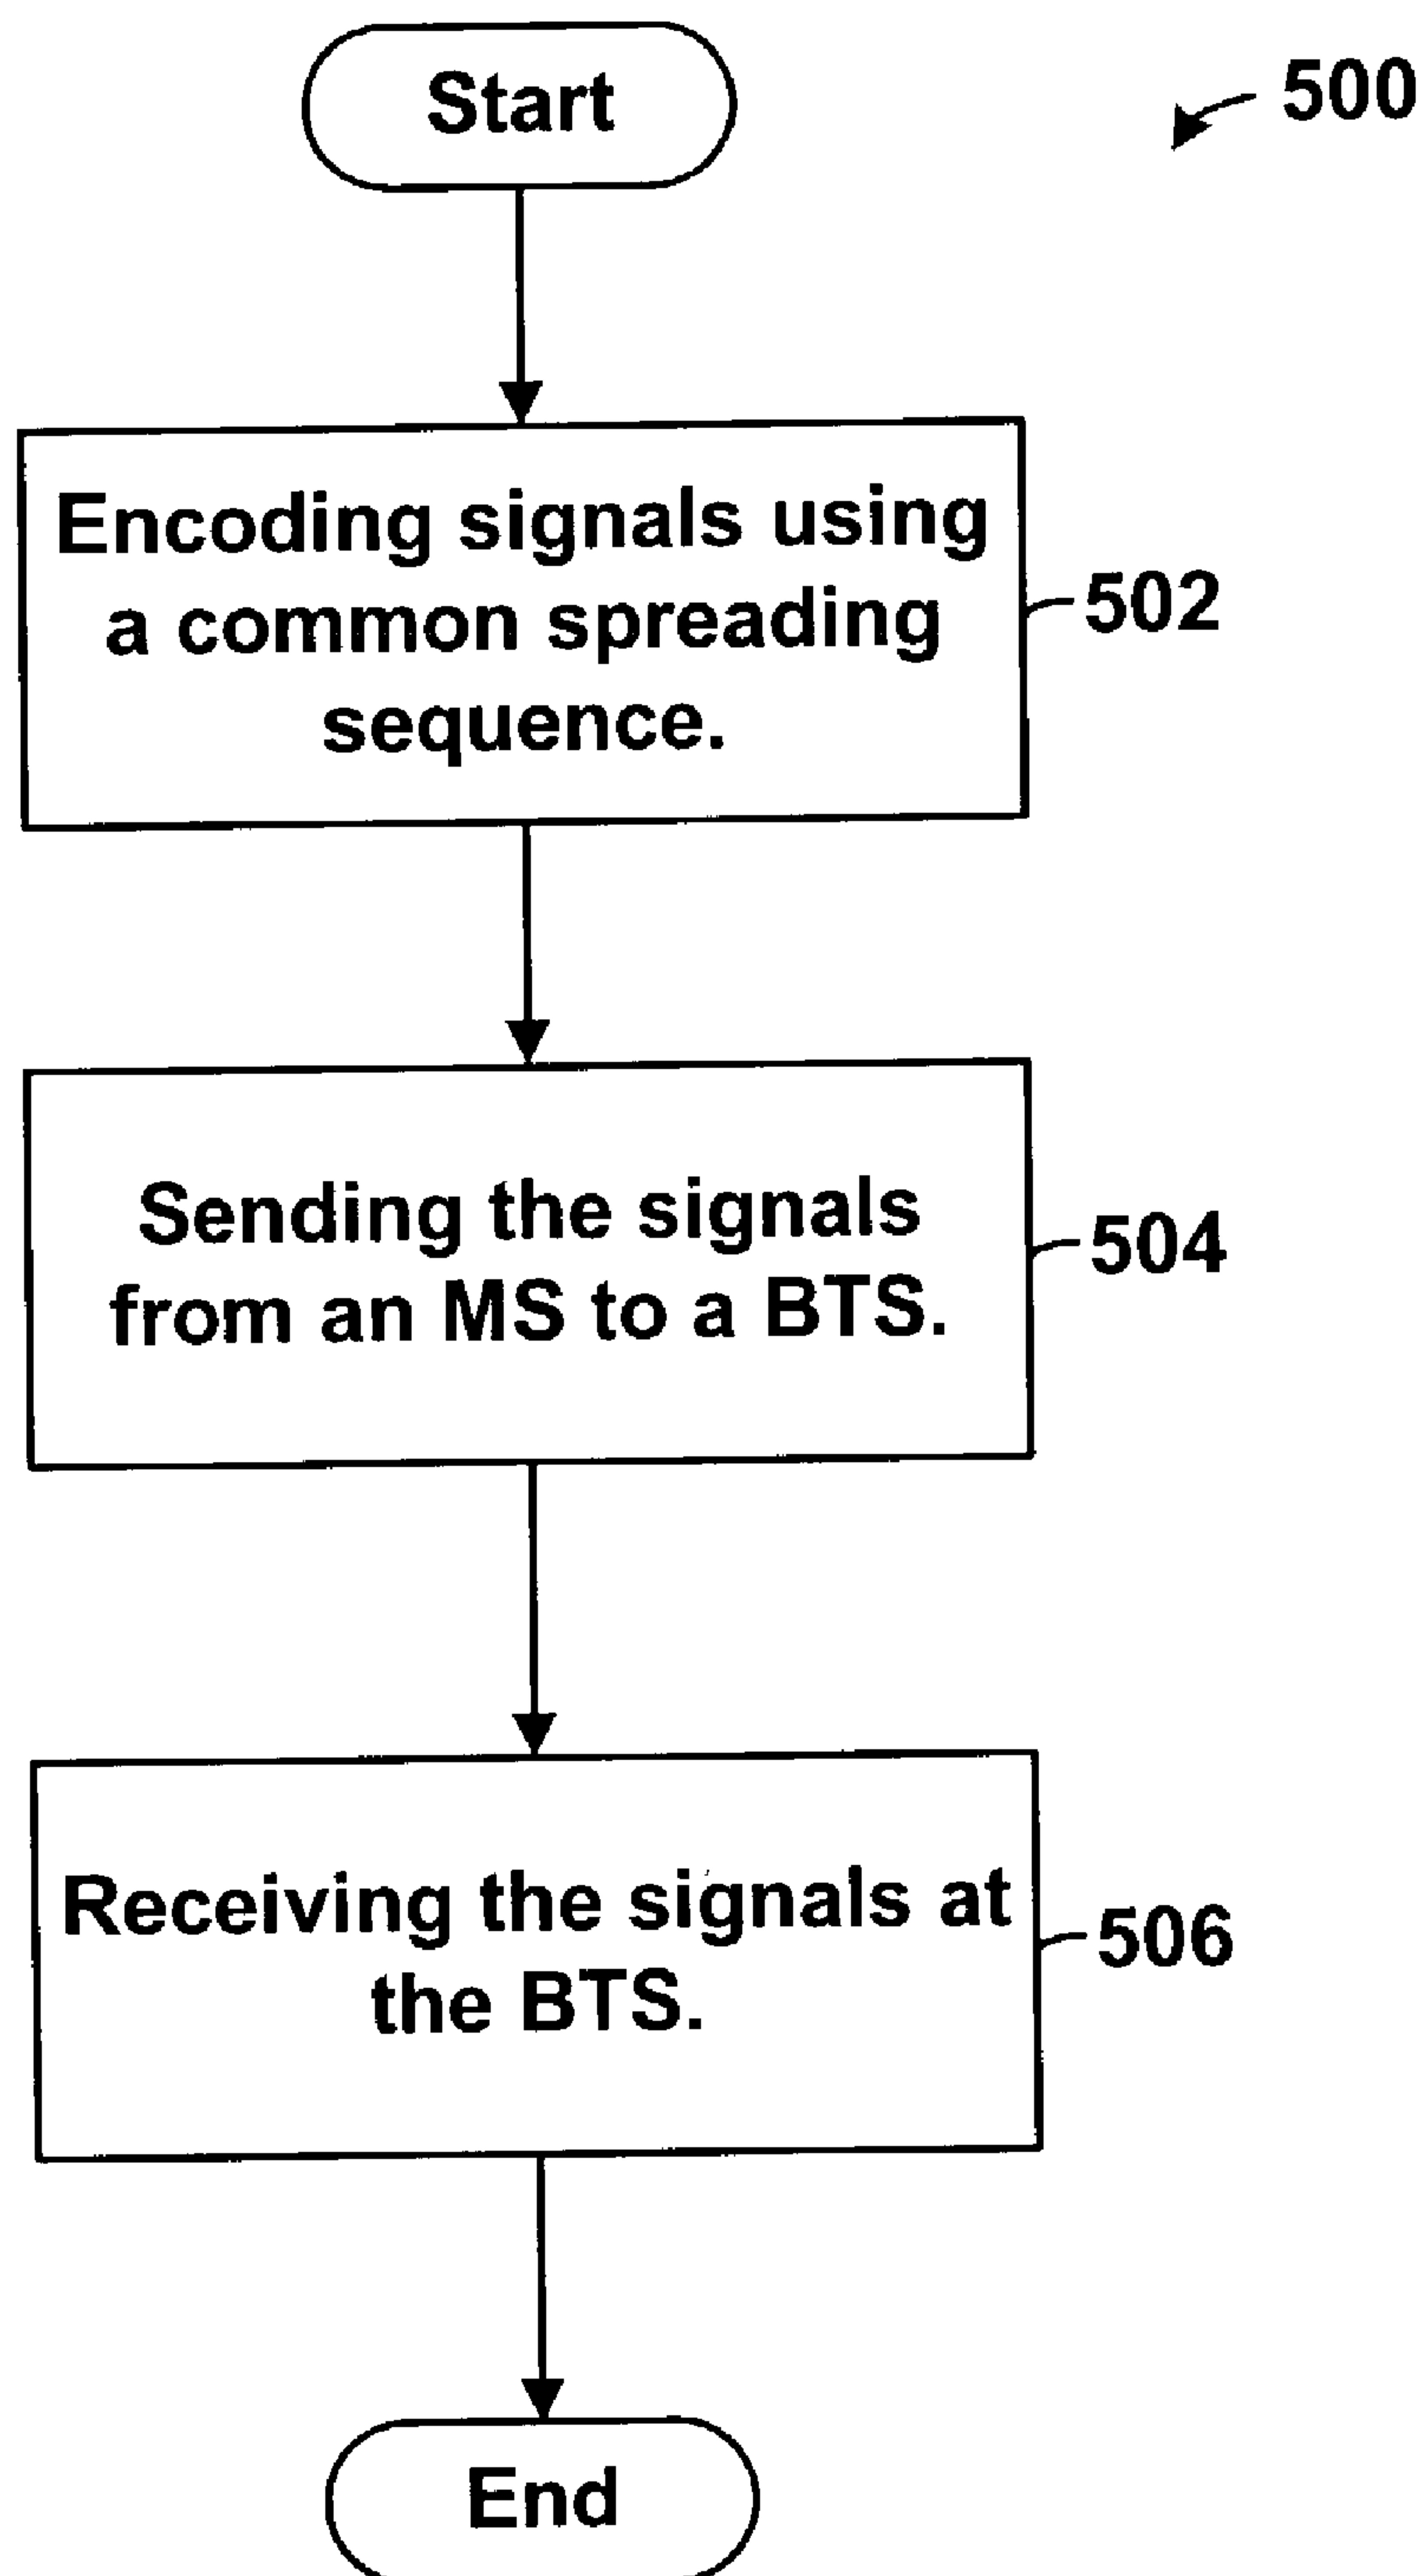 Start
500
Encoding signals using
a common spreading
sequence.
502
Sending the signals
from an MS to a BTS.
504
Receiving the signals at
the BTS.
506
End